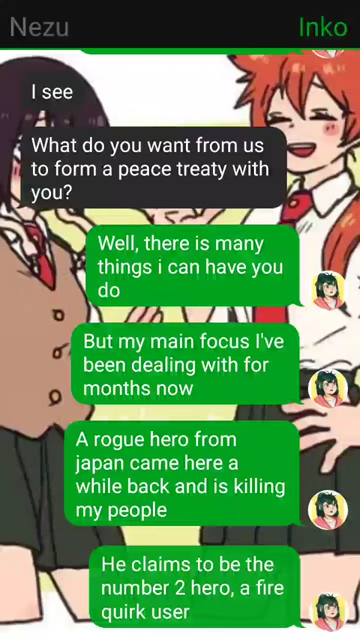 Nezu
Inko
I see
What do you want from us
to form a peace treaty with
you?
Well, there is many
things i can have you
do
But my main focus I've
been dealing with for
months now
A rogue hero from
japan came here a
while back and is killing
my people
He claims to be the
number 2 hero, a fire
quirk user